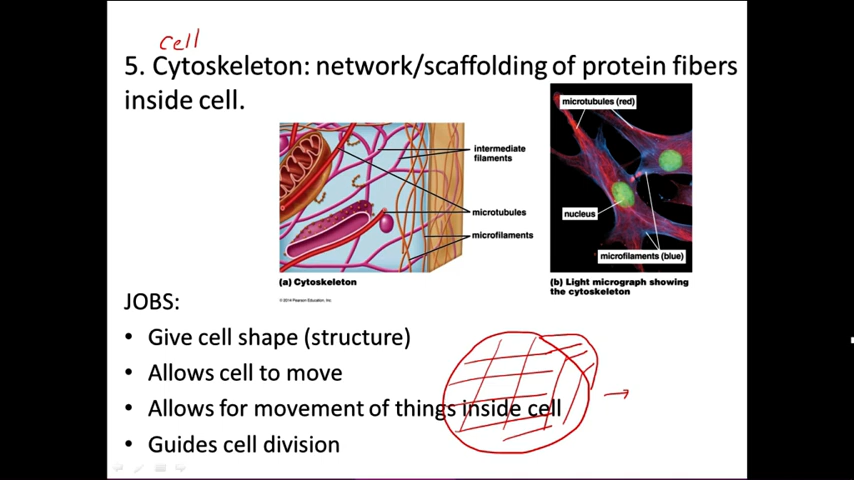 cell
5. Cytoskeleton: network/scaffolding of protein fibers
inside cell.
microtubules (red)
intermediate
filaments
microtubules
nucleus
microfilaments
microfilaments (blue)
(a) Cytoskeleton
(b) Light micrograph showing
the cytoskeleton
© 2014 Pearson Education, Inc.
JOBS:
• Give cell shape (structure)
• Allows cell to move
• Allows for movement of things inside cell
• Guides cell division